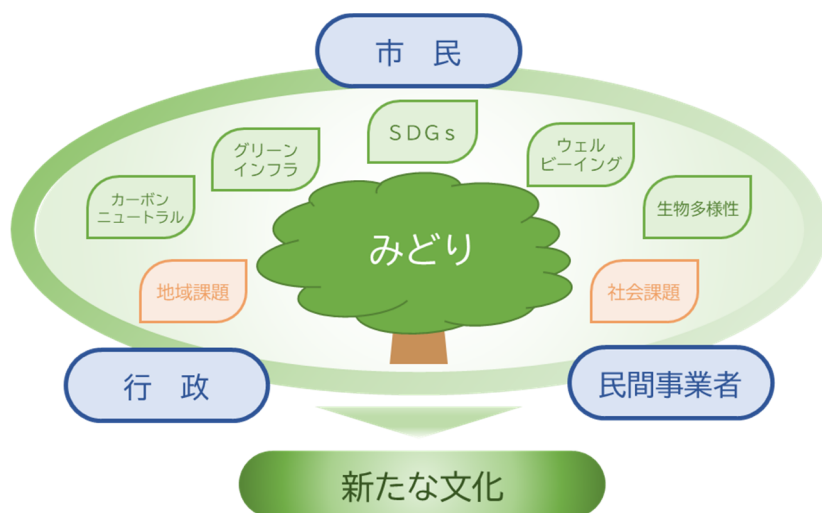 市　民
SDGs
グリーン
インフラ
ウェル
ビーイング
カーボン
ニュートラル
生物多様性
みどり
地域課題
社会課題
行　政
民間事業者
新たな文化